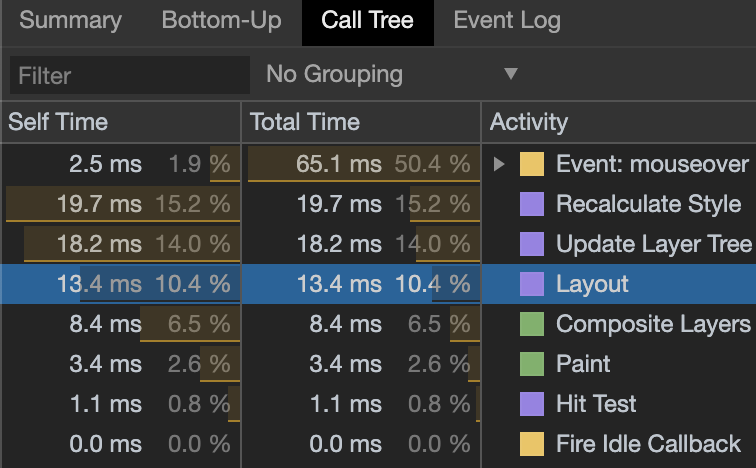 Summary Bottom-Up Call Tree Event Log
Filter No Grouping ▼
Self Time Total Time Activity
2.5 ms 1.9 % 65.1 ms 50.4 % Event: mouseover
19.7 ms 15.2 % 19.7 ms 15.2 % Recalculate Style
18.2 ms 14.0 % 18.2 ms 14.0 % Update Layer Tree
13.4 ms 10.4 % 13.4 ms 10.4 % Layout
8.4 ms 6.5 % 8.4 ms 6.5 % Composite Layers
3.4 ms 2.6 % 3.4 ms 2.6 % Paint
1.1 ms 0.8 % 1.1 ms 0.8 % Hit Test
0.0 ms 0.0 % 0.0 ms 0.0 % Fire Idle Callback